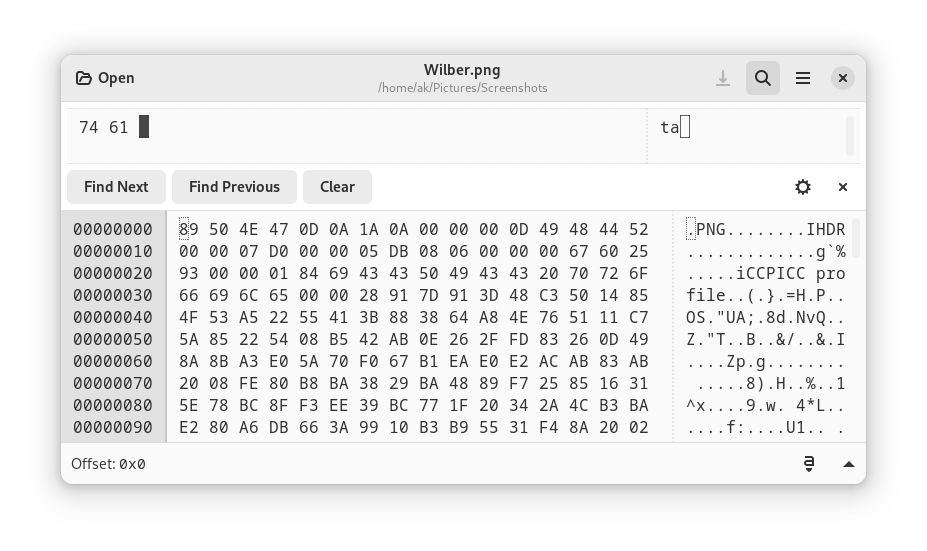 Open
Wilber.png
/home/ak/Pictures/Screenshots
74 61 ta
Find Next Find Previous Clear
00000000 89 50 4E 47 0D 0A 1A 0A 00 00 00 0D 49 48 44 52 .PNG........IHDR
00000010 00 00 07 D0 00 00 05 DB 08 06 00 00 00 67 60 25 .............g`%
00000020 93 00 00 01 84 69 43 43 50 49 43 43 20 70 72 6F .....iCCPICC pro
00000030 66 69 6C 65 00 00 28 91 7D 91 3D 48 C3 50 14 85 file..(.}.=H.P..
00000040 4F 53 A5 22 55 41 3B 88 38 64 A8 4E 76 51 11 C7 OS."UA;.8d.NvQ..
00000050 5A 85 22 54 08 B5 42 AB 0E 26 2F FD 83 26 0D 49 Z."T..B..&/..&.I
00000060 8A 8B A3 E0 5A 70 F0 67 B1 EA E0 E2 AC AB 83 AB ....Zp.g........
00000070 20 08 FE 80 B8 BA 38 29 BA 48 89 F7 25 85 16 31  .....8).H..%..1
00000080 5E 78 BC 8F F3 EE 39 BC 77 1F 20 34 2A 4C B3 BA ^x....9.w. 4*L..
00000090 E2 80 A6 DB 66 3A 99 10 B3 B9 55 31 F4 8A 20 02 ....f:....U1.. .
Offset: 0x0 a